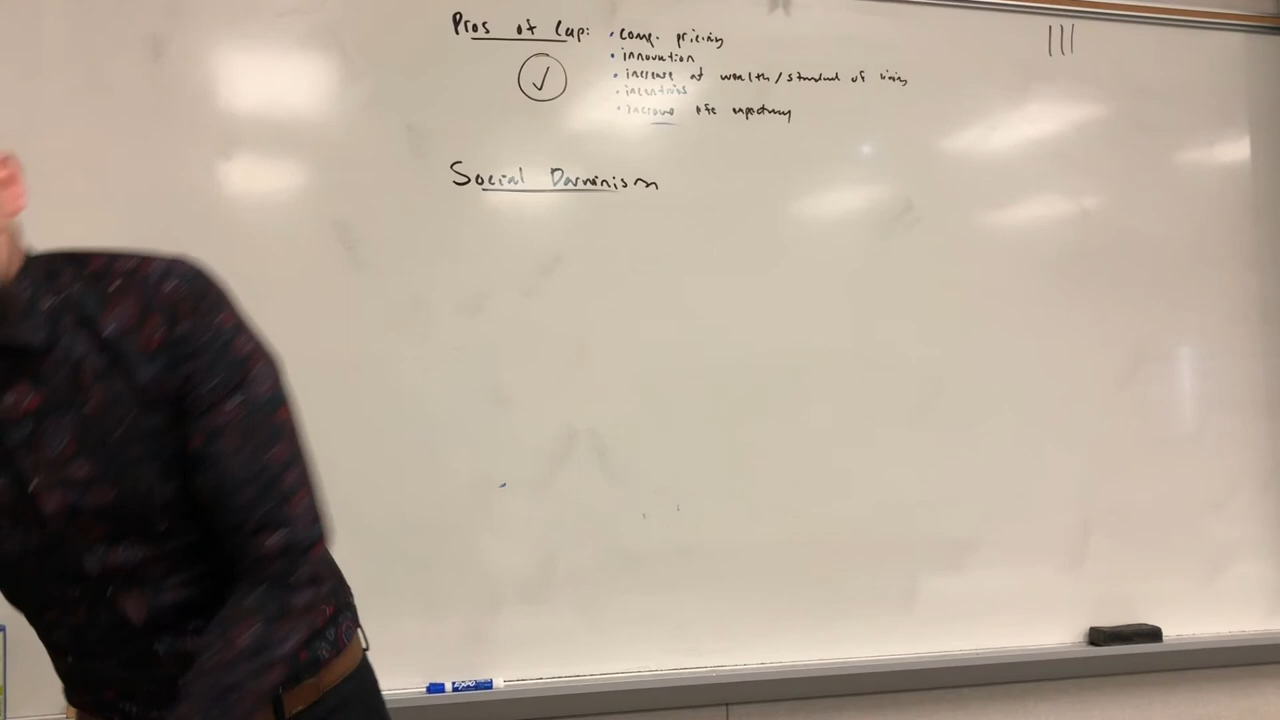 Pros of Cap: • comp. pricing
• innovation
• increase of wealth/standard of living
• incentives
• increase life expectancy
Social Darwinism
EXPO